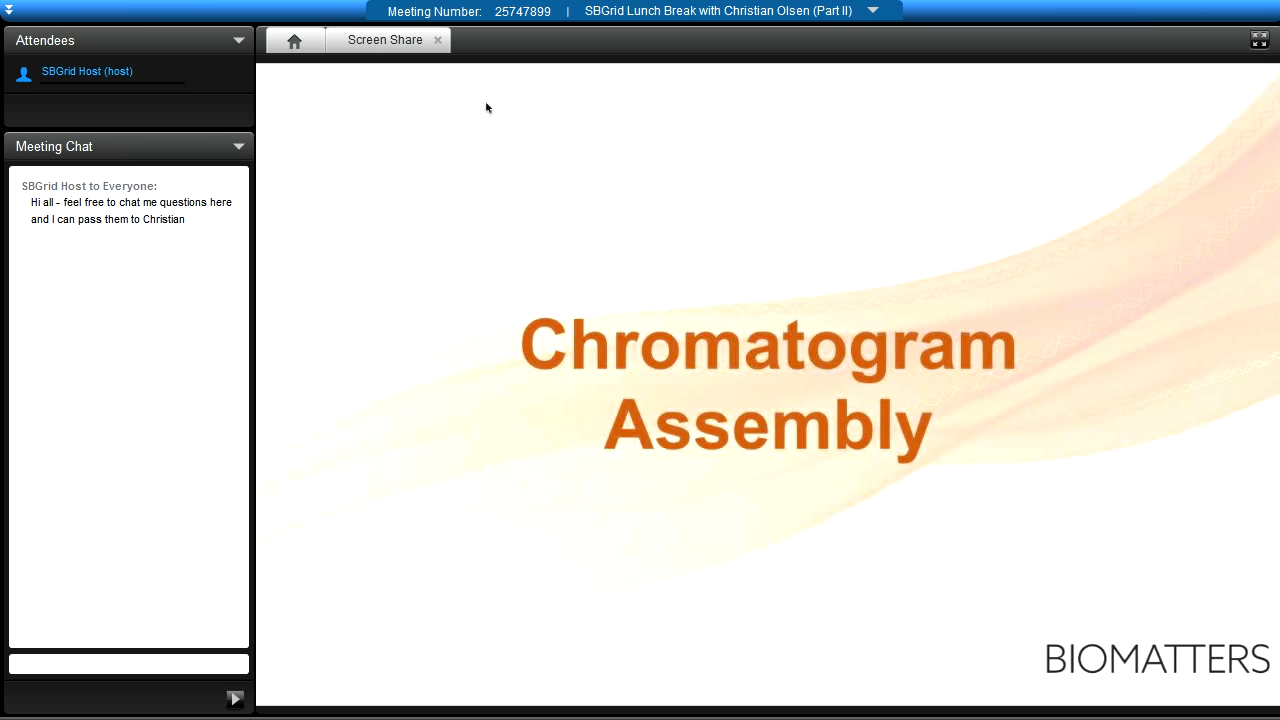 Meeting Number: 25747899 | SBGrid Lunch Break with Christian Olsen (Part II)
Attendees
SBGrid Host (host)
Meeting Chat
SBGrid Host to Everyone:
Hi all - feel free to chat me questions here
and I can pass them to Christian
Screen Share
Chromatogram
Assembly
BIOMATTERS